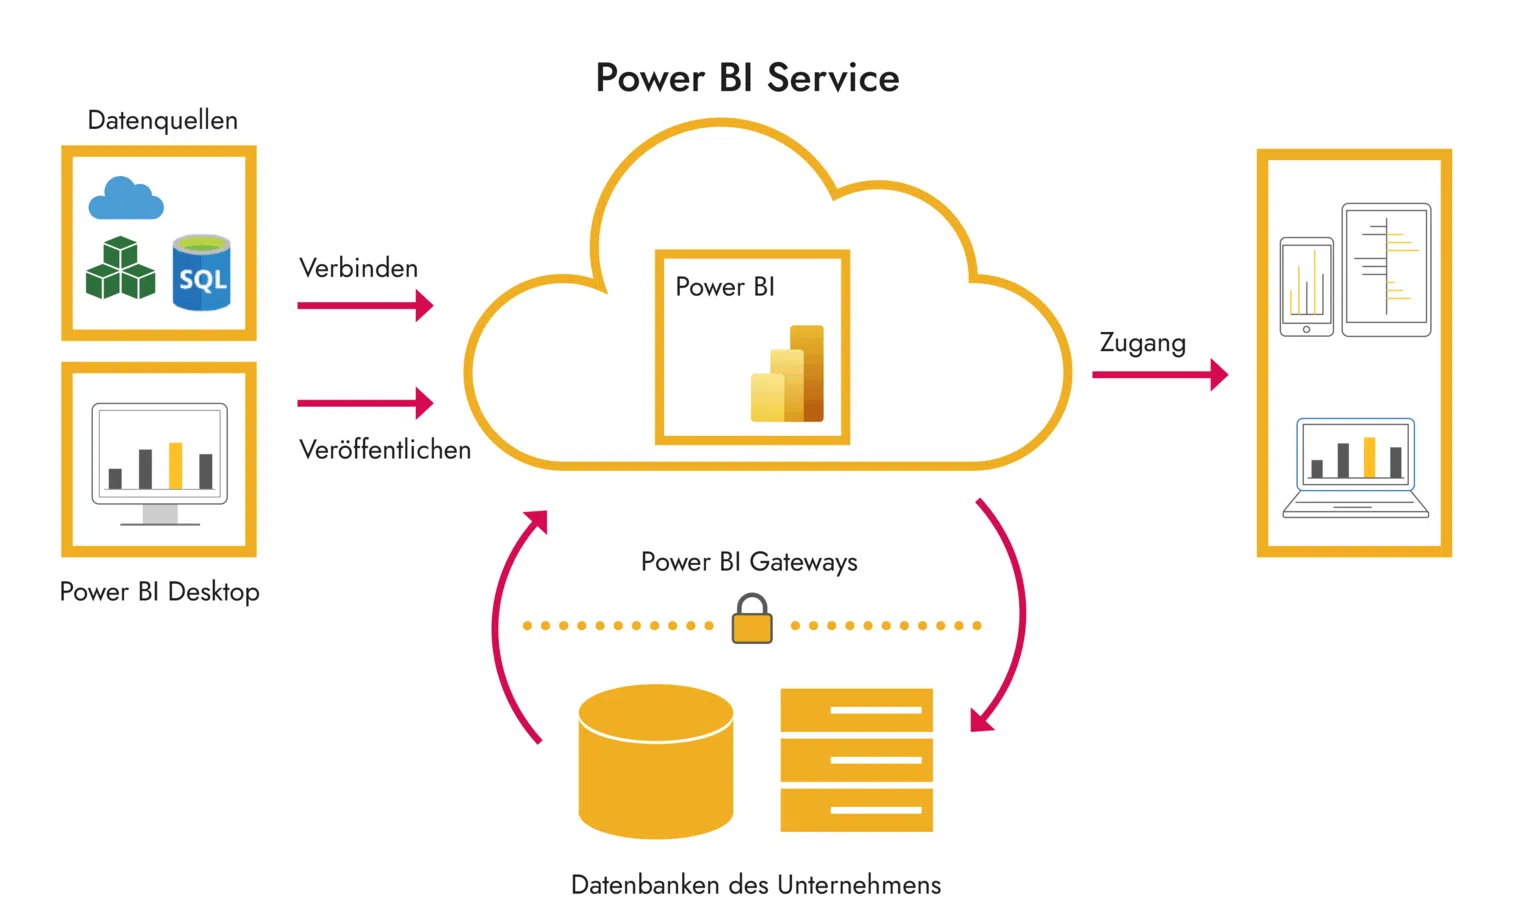 Power BI Service
Datenquellen
SQL
Verbinden
Power BI
Zugang
Veröffentlichen
Power BI Desktop
Power BI Gateways
Datenbanken des Unternehmens